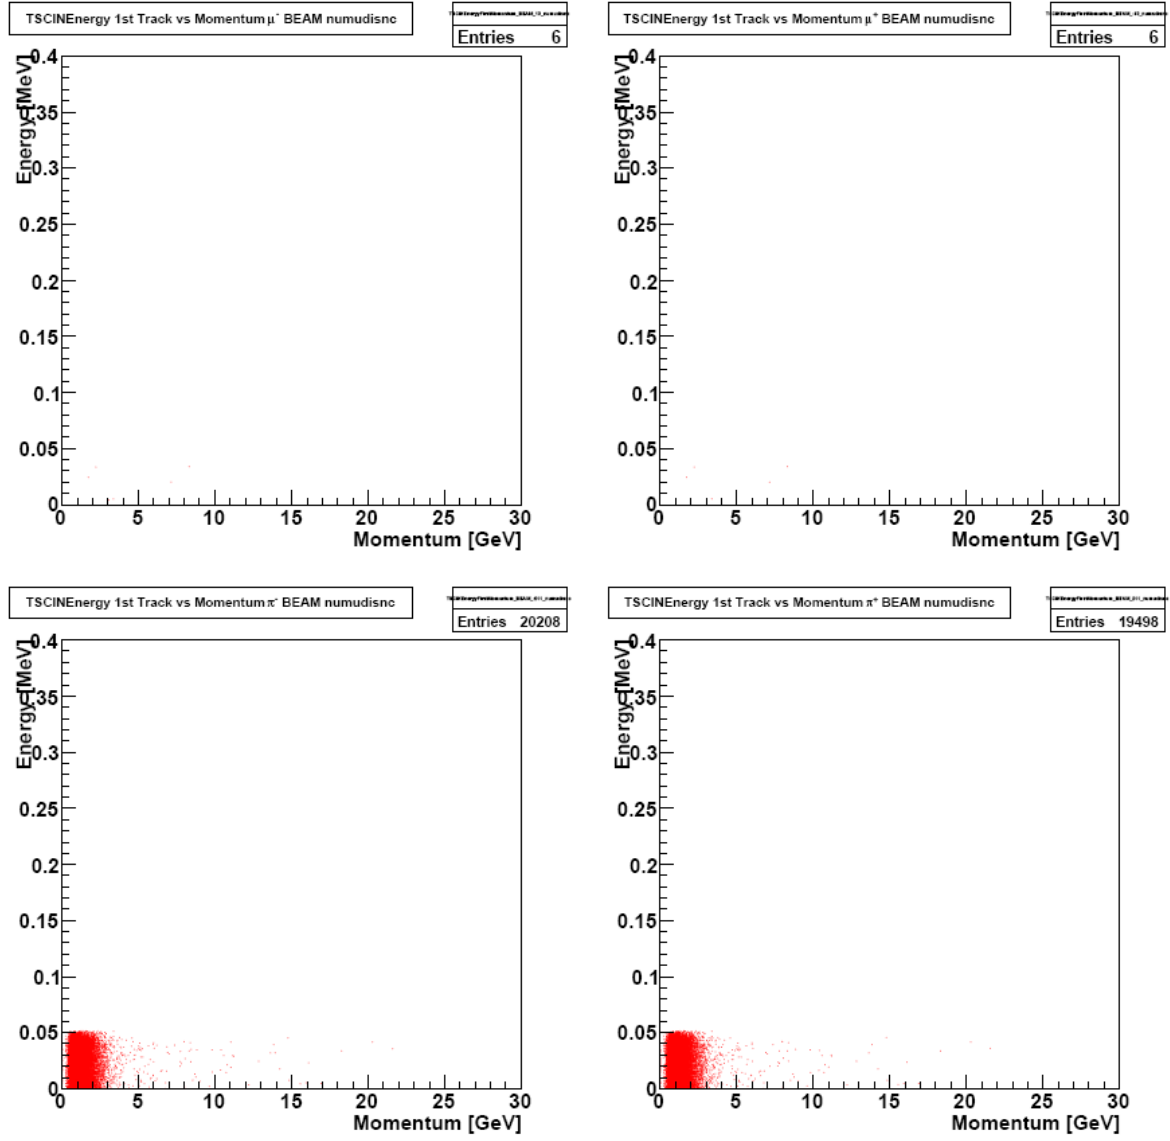 TSCINEnergy 1st Track vs Momentum μ⁻ BEAM numudisnc
Entries 6
Energy [MeV]
0.4
0.35
0.3
0.25
0.2
0.15
0.1
0.05
0
0 5 10 15 20 25 30
Momentum [GeV]
TSCINEnergy 1st Track vs Momentum μ⁺ BEAM numudisnc
Entries 6
Energy [MeV]
0.4
0.35
0.3
0.25
0.2
0.15
0.1
0.05
0
0 5 10 15 20 25 30
Momentum [GeV]
TSCINEnergy 1st Track vs Momentum π⁻ BEAM numudisnc
Entries 20208
Energy [MeV]
0.4
0.35
0.3
0.25
0.2
0.15
0.1
0.05
0
0 5 10 15 20 25 30
Momentum [GeV]
TSCINEnergy 1st Track vs Momentum π⁺ BEAM numudisnc
Entries 19498
Energy [MeV]
0.4
0.35
0.3
0.25
0.2
0.15
0.1
0.05
0
0 5 10 15 20 25 30
Momentum [GeV]